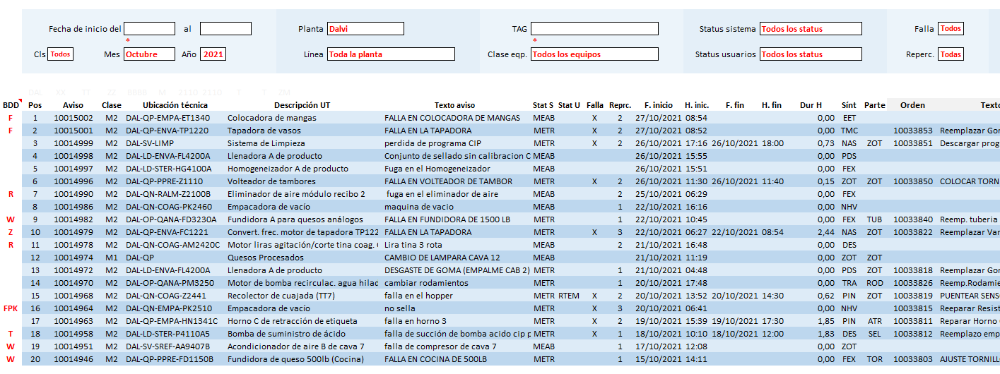 Fecha de inicio del al Planta Dalvi TAG Status sistema Todos los status Falla Todos
* *
Cls Todos Mes Octubre Año 2021 Línea Toda la planta Clase eqp. Todos los equipos Status usuarios Todos los status Reperc. Todas
DAL XX TT ZZ BBBB M 2110 2110 T T ZM
BDD Pos Aviso Clase Ubicación técnica Descripción UT Texto aviso Stat S Stat U Falla Reprc. F. inicio H. inic. F. fin H. fin Dur H Sínt Parte Orden Texto
F 1 10015002 M2 DAL-QP-EMPA-ET1340 Colocadora de mangas FALLA EN COLOCADORA DE MANGAS MEAB X 2 27/10/2021 08:54 0,00 EET
F 2 10015001 M2 DAL-QP-ENVA-TP1220 Tapadora de vasos FALLA EN LA TAPADORA METR X 2 27/10/2021 08:52 0,00 TMC 10033853 Reemplazar Gor
3 10014999 M2 DAL-SV-LIMP Sistema de Limpieza perdida de programa CIP METR X 2 26/10/2021 17:16 26/10/2021 18:00 0,73 NAS ZOT 10033851 Descargar prog
4 10014998 M2 DAL-LD-ENVA-FL4200A Llenadora A de producto Conjunto de sellado sin calibracion C MEAB 26/10/2021 15:55 0,00 PDS
5 10014997 M2 DAL-LD-STER-HG4100A Homogeneizador A de producto Fuga en el Homogeneizador MEAB 26/10/2021 15:51 0,00 FEX
6 10014996 M2 DAL-QP-PPRE-Z1110 Volteador de tambores FALLA EN VOLTEADOR DE TAMBOR METR X 2 26/10/2021 11:30 26/10/2021 11:40 0,15 ZOT ZOT 10033850 COLOCAR TORN
R 7 10014990 M2 DAL-QN-RALM-Z2100B Eliminador de aire módulo recibo 2 fuga en el eliminador de aire MEAB 2 25/10/2021 06:29 0,00 FEX
8 10014986 M2 DAL-QN-COAG-PK2460 Empacadora de vacío maquina de vacio MEAB 1 22/10/2021 16:16 0,00 NHV
W 9 10014982 M2 DAL-OP-QANA-FD3230A Fundidora A para quesos análogos FALLA EN FUNDIDORA DE 1500 LB METR 1 22/10/2021 10:45 0,00 FEX TUB 10033840 Reemp. tuberia
Z 10 10014979 M2 DAL-QP-ENVA-FC1221 Convert. frec. motor de tapadora TP122 FALLA EN LA TAPADORA METR X 3 22/10/2021 06:27 22/10/2021 08:54 2,44 NAS ZOT 10033822 Reemplazar Var
R 11 10014978 M2 DAL-QN-COAG-AM2420C Motor liras agitación/corte tina coag. Lira tina 3 rota MEAB 2 21/10/2021 16:48 0,00 DES
12 10014974 M1 DAL-QP Quesos Procesados CAMBIO DE LAMPARA CAVA 12 MEAB 21/10/2021 11:19 0,00 ZOT ZOT
13 10014972 M2 DAL-LD-ENVA-FL4200A Llenadora A de producto DESGASTE DE GOMA (EMPALME CAB 2) METR 1 21/10/2021 04:48 0,00 PDS ZOT 10033818 Reemplazar Gor
14 10014970 M2 DAL-OP-QANA-PM3250 Motor de bomba recirculac. agua hilac cambiar rodamientos METR 1 20/10/2021 17:48 0,00 TRA ROD 10033826 Reemp.Rodamie
15 10014968 M2 DAL-QN-COAG-Z2441 Recolector de cuajada (TT7) falla en el hopper METR RTEM X 2 20/10/2021 13:52 20/10/2021 14:30 0,62 PIN ZOT 10033819 PUENTEAR SENS
FPK 16 10014964 M2 DAL-QN-EMPA-PK2510 Empacadora de vacío no sella METR X 3 20/10/2021 06:41 0,00 NHV 10033815 Reeparar Resist
17 10014963 M2 DAL-QP-EMPA-HN1341C Horno C de retracción de etiqueta falla en horno 3 METR X 2 19/10/2021 15:39 19/10/2021 17:30 1,85 PIN ATR 10033811 Reparar Horno
T 18 10014958 M2 DAL-LD-STER-P4110A5 Bomba de suministro de ácido falla de succión de bomba acido cip p METR X 1 18/10/2021 10:10 18/10/2021 12:00 1,83 DES SEL 10033812 Reemplazo emp
W 19 10014951 M2 DAL-SV-SREF-AA9407B Acondicionador de aire B de cava 7 falla de compresor de cava 7 MEAB 1 17/10/2021 12:08 0,00 ZOT
W 20 10014946 M2 DAL-QP-PPRE-FD1150B Fundidora de queso 500lb (Cocina) FALLA EN COCINA DE 500LB METR 1 15/10/2021 14:11 0,00 FEX TOR 10033803 AJUSTE TORNILL